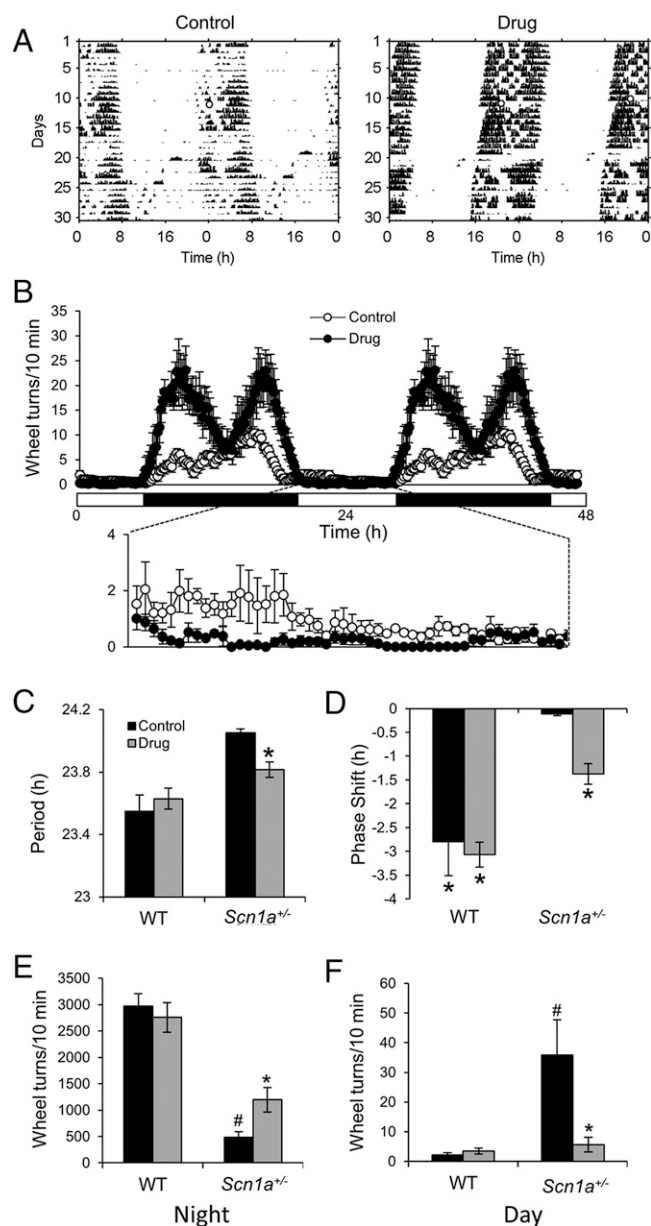 A
Control
Drug
1
5
10
15
20
25
30
Days
0 8 16 0 8 16 0
Time (h)
1
5
10
15
20
25
30
0 8 16 0 8 16 0
Time (h)
B
Control
Drug
35
30
25
20
15
10
5
0
Wheel turns/10 min
0 24 48
Time (h)
4
2
0
C
24.2
23.8
23.4
23
Period (h)
Control
Drug
*
WT Scn1a+/-
D
0
-0.5
-1
-1.5
-2
-2.5
-3
-3.5
-4
Phase Shift (h)
* * *
WT Scn1a+/-
E
3500
3000
2500
2000
1500
1000
500
0
Wheel turns/10 min
# *
WT Scn1a+/-
Night
F
60
50
40
30
20
10
0
Wheel turns/10 min
#
*
WT Scn1a+/-
Day